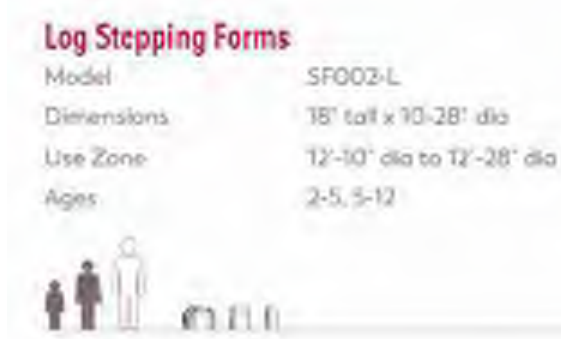 Log Stepping Forms
Model SF002-L
Dimensions 18" tall x 10-28" dia
Use Zone 12'-10" dia to 12'-28" dia
Ages 2-5, 5-12